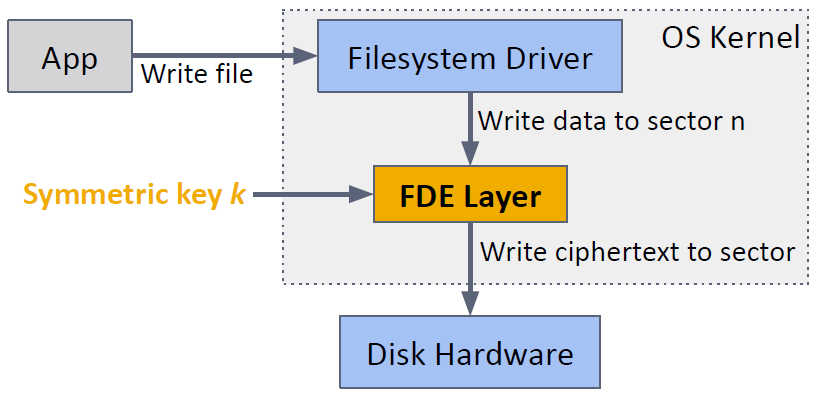 App
Write file
Filesystem Driver
OS Kernel
Write data to sector n
Symmetric key k
FDE Layer
Write ciphertext to sector
Disk Hardware